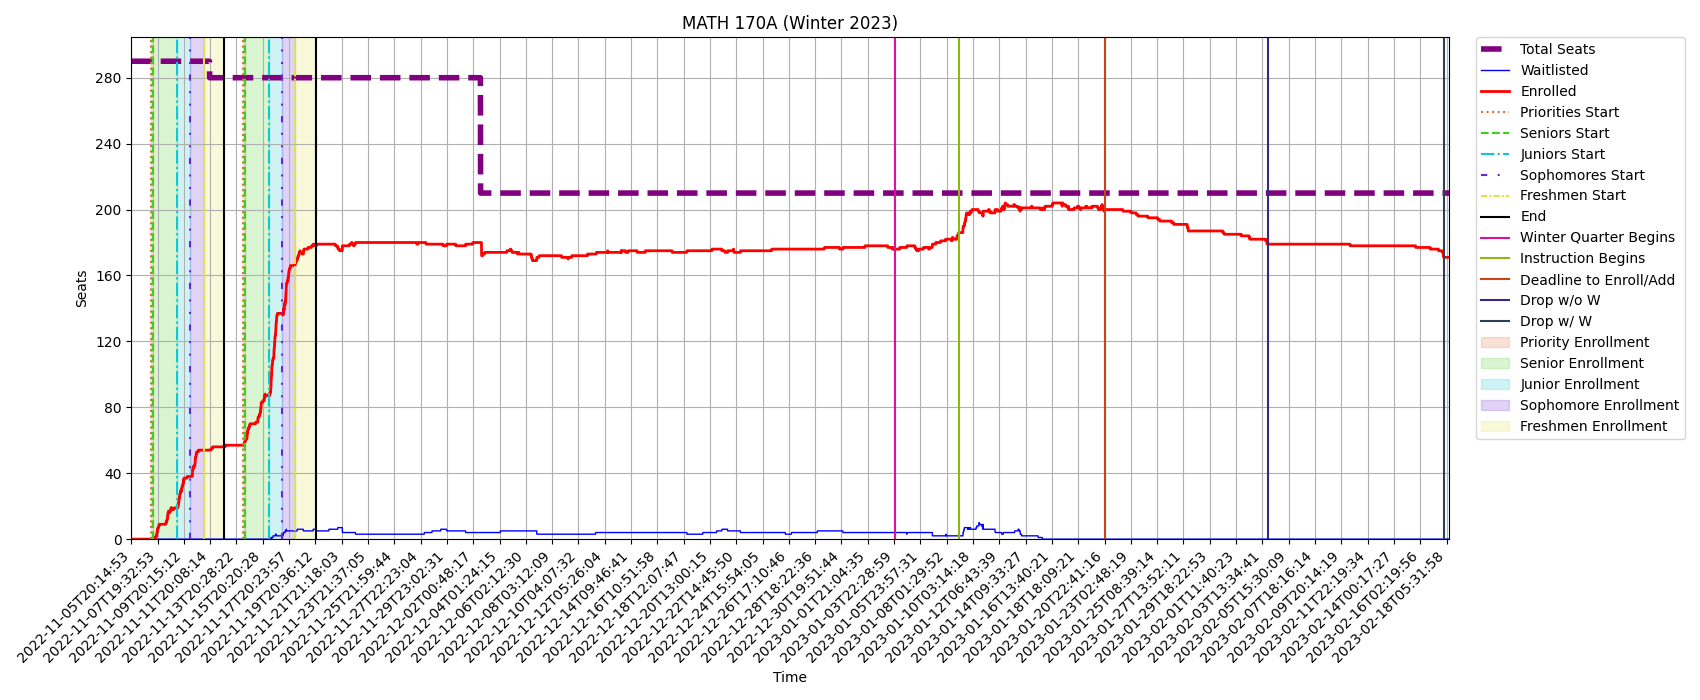 MATH 170A (Winter 2023)
Seats
280
240
200
160
120
80
40
0
2022-11-05T20:14:53
2022-11-07T19:32:53
2022-11-09T20:15:12
2022-11-11T20:08:14
2022-11-13T20:28:22
2022-11-15T20:20:28
2022-11-17T20:23:57
2022-11-19T20:36:12
2022-11-21T21:18:03
2022-11-23T21:37:05
2022-11-25T21:59:44
2022-11-27T22:23:04
2022-11-29T23:02:31
2022-12-02T00:48:17
2022-12-04T01:24:15
2022-12-06T02:12:30
2022-12-08T03:12:09
2022-12-10T04:07:32
2022-12-12T05:26:04
2022-12-14T09:46:41
2022-12-16T10:51:58
2022-12-18T12:07:47
2022-12-20T13:00:15
2022-12-22T14:45:50
2022-12-24T15:54:05
2022-12-26T17:10:46
2022-12-28T18:22:36
2022-12-30T19:51:44
2023-01-01T21:04:35
2023-01-03T22:28:59
2023-01-05T23:57:31
2023-01-08T01:29:52
2023-01-10T03:14:18
2023-01-12T06:43:39
2023-01-14T09:33:27
2023-01-16T13:40:21
2023-01-18T18:09:21
2023-01-20T22:41:16
2023-01-23T02:48:19
2023-01-25T08:39:14
2023-01-27T13:52:11
2023-01-29T18:22:53
2023-02-01T11:40:23
2023-02-03T13:34:41
2023-02-05T15:30:09
2023-02-07T18:16:14
2023-02-09T20:14:19
2023-02-11T22:19:34
2023-02-14T00:17:27
2023-02-16T02:19:56
2023-02-18T05:31:58
Time
Total Seats
Waitlisted
Enrolled
Priorities Start
Seniors Start
Juniors Start
Sophomores Start
Freshmen Start
End
Winter Quarter Begins
Instruction Begins
Deadline to Enroll/Add
Drop w/o W
Drop w/ W
Priority Enrollment
Senior Enrollment
Junior Enrollment
Sophomore Enrollment
Freshmen Enrollment